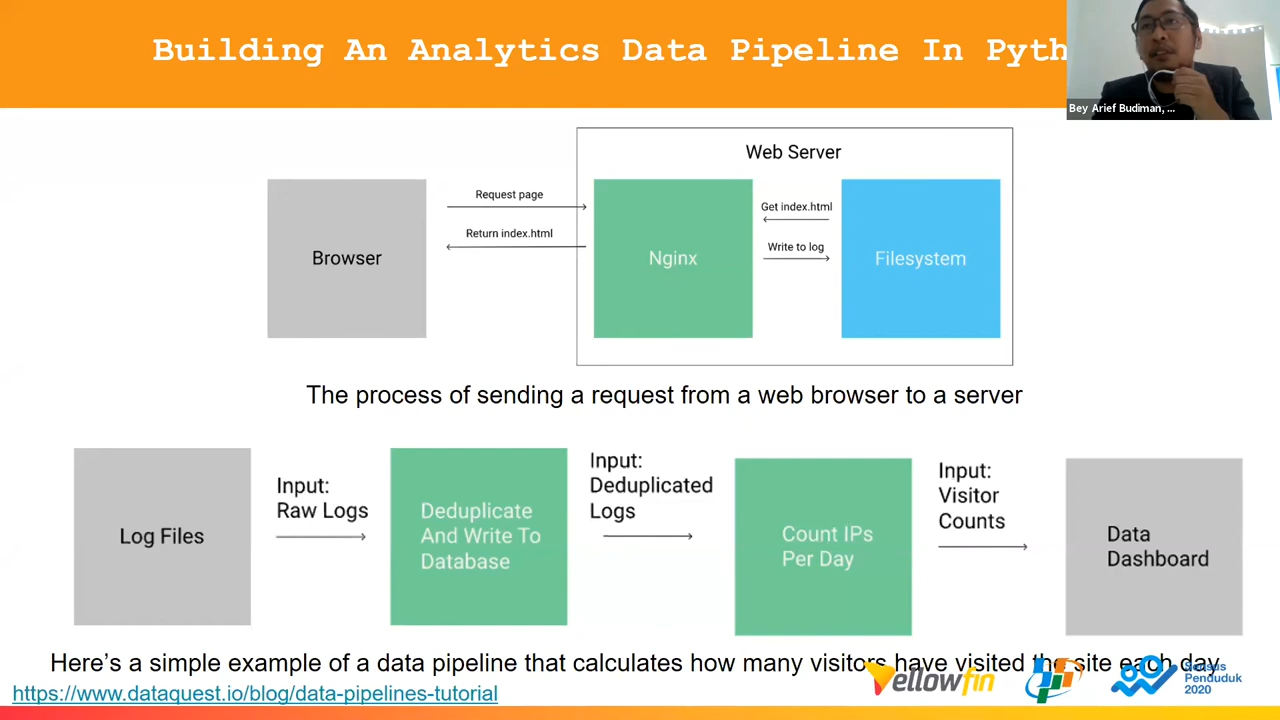 Building An Analytics Data Pipeline In Pyth
Bey Arief Budiman, ...
Web Server
Browser
Request page
Return index.html
Nginx
Get index.html
Write to log
Filesystem
The process of sending a request from a web browser to a server
Log Files
Input:
Raw Logs
Deduplicate
And Write To
Database
Input:
Deduplicated
Logs
Count IPs
Per Day
Input:
Visitor
Counts
Data
Dashboard
Here's a simple example of a data pipeline that calculates how many visitors have visited the site each day
https://www.dataquest.io/blog/data-pipelines-tutorial
Yellowfin
Sensus
Penduduk
2020